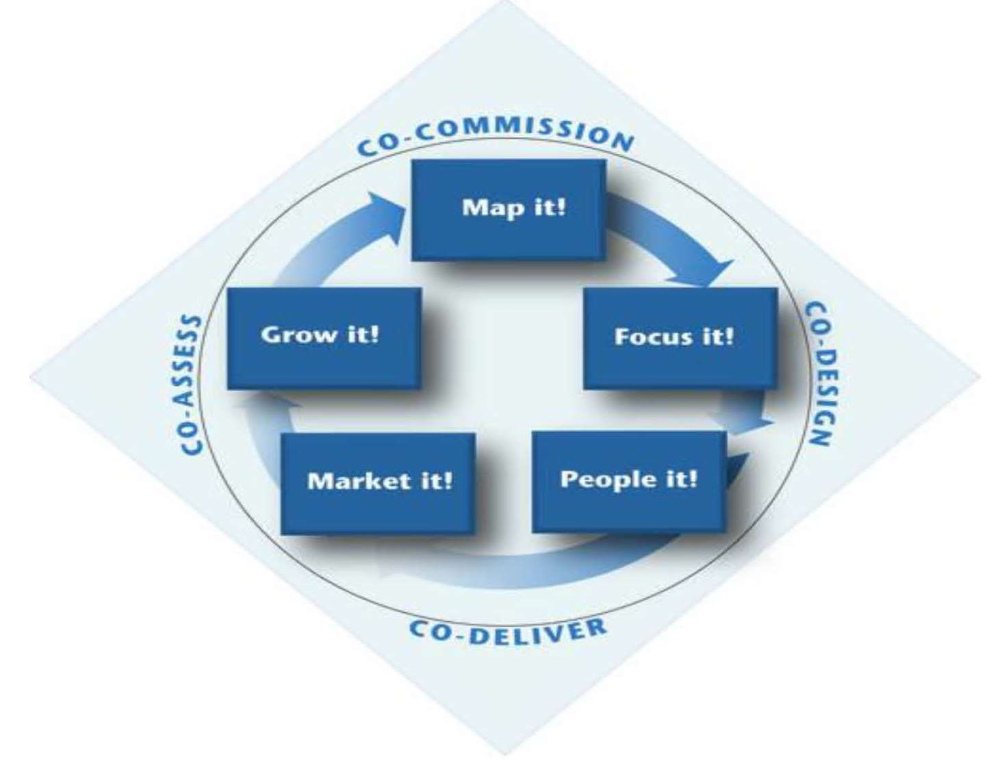 CO-COMMISSION
Map it!
Grow it!
Focus it!
CO-ASSESS
CO-DESIGN
Market it!
People it!
CO-DELIVER